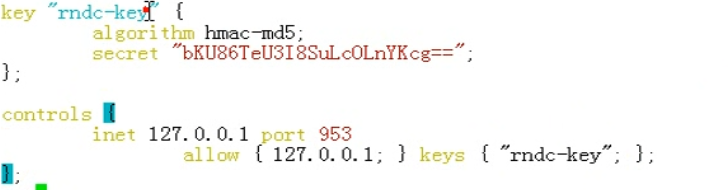 key "rndc-key" {
algorithm hmac-md5;
secret "bKU86TeU3I8SuLcOLnYKcg==";
};
controls {
inet 127.0.0.1 port 953
allow { 127.0.0.1; } keys { "rndc-key"; };
};